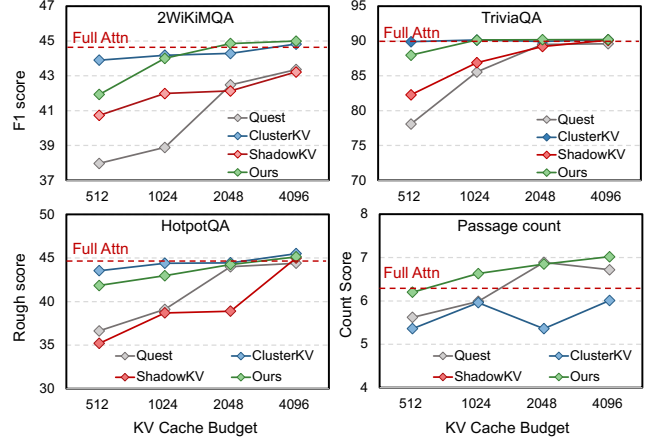 2WiKiMQA
F1 score
45
43
41
39
37
Full Attn
Quest
ClusterKV
ShadowKV
Ours
512 1024 2048 4096
TriviaQA
90
85
80
75
70
Full Attn
Quest
ClusterKV
ShadowKV
Ours
512 1024 2048 4096
HotpotQA
Rough score
50
45
40
35
30
Full Attn
Quest ClusterKV
ShadowKV Ours
512 1024 2048 4096
KV Cache Budget
Passage count
Count Score
8
7
6
5
4
Full Attn
Quest ClusterKV
ShadowKV Ours
512 1024 2048 4096
KV Cache Budget